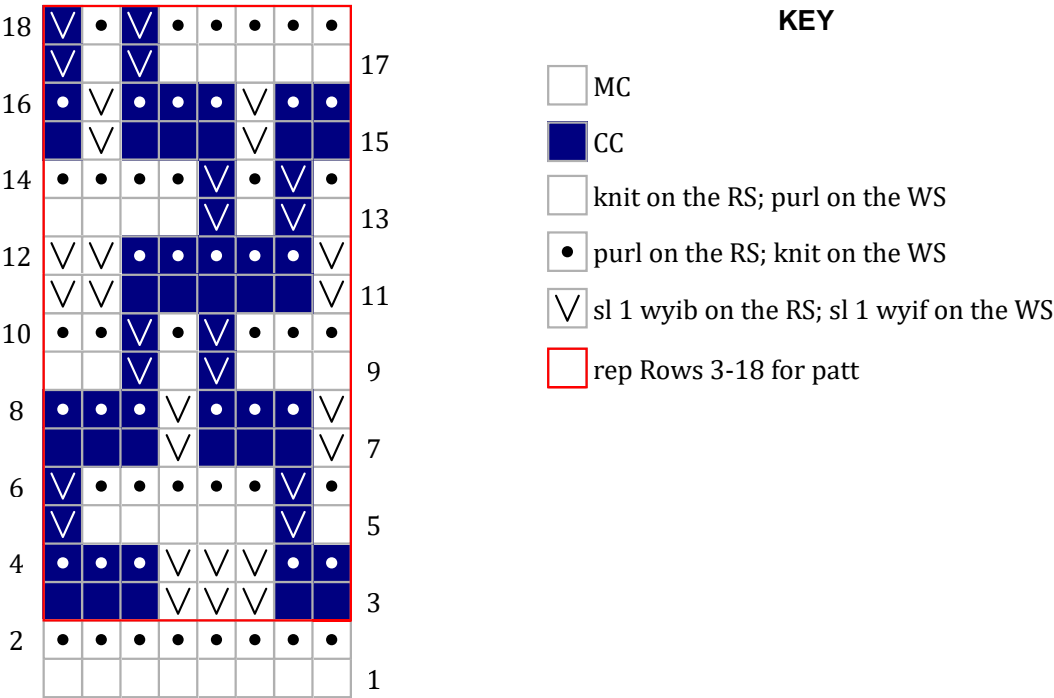 KEY
MC
CC
knit on the RS; purl on the WS
purl on the RS; knit on the WS
sl 1 wyib on the RS; sl 1 wyif on the WS
rep Rows 3-18 for patt
18
17
16
15
14
13
12
11
10
9
8
7
6
5
4
3
2
1